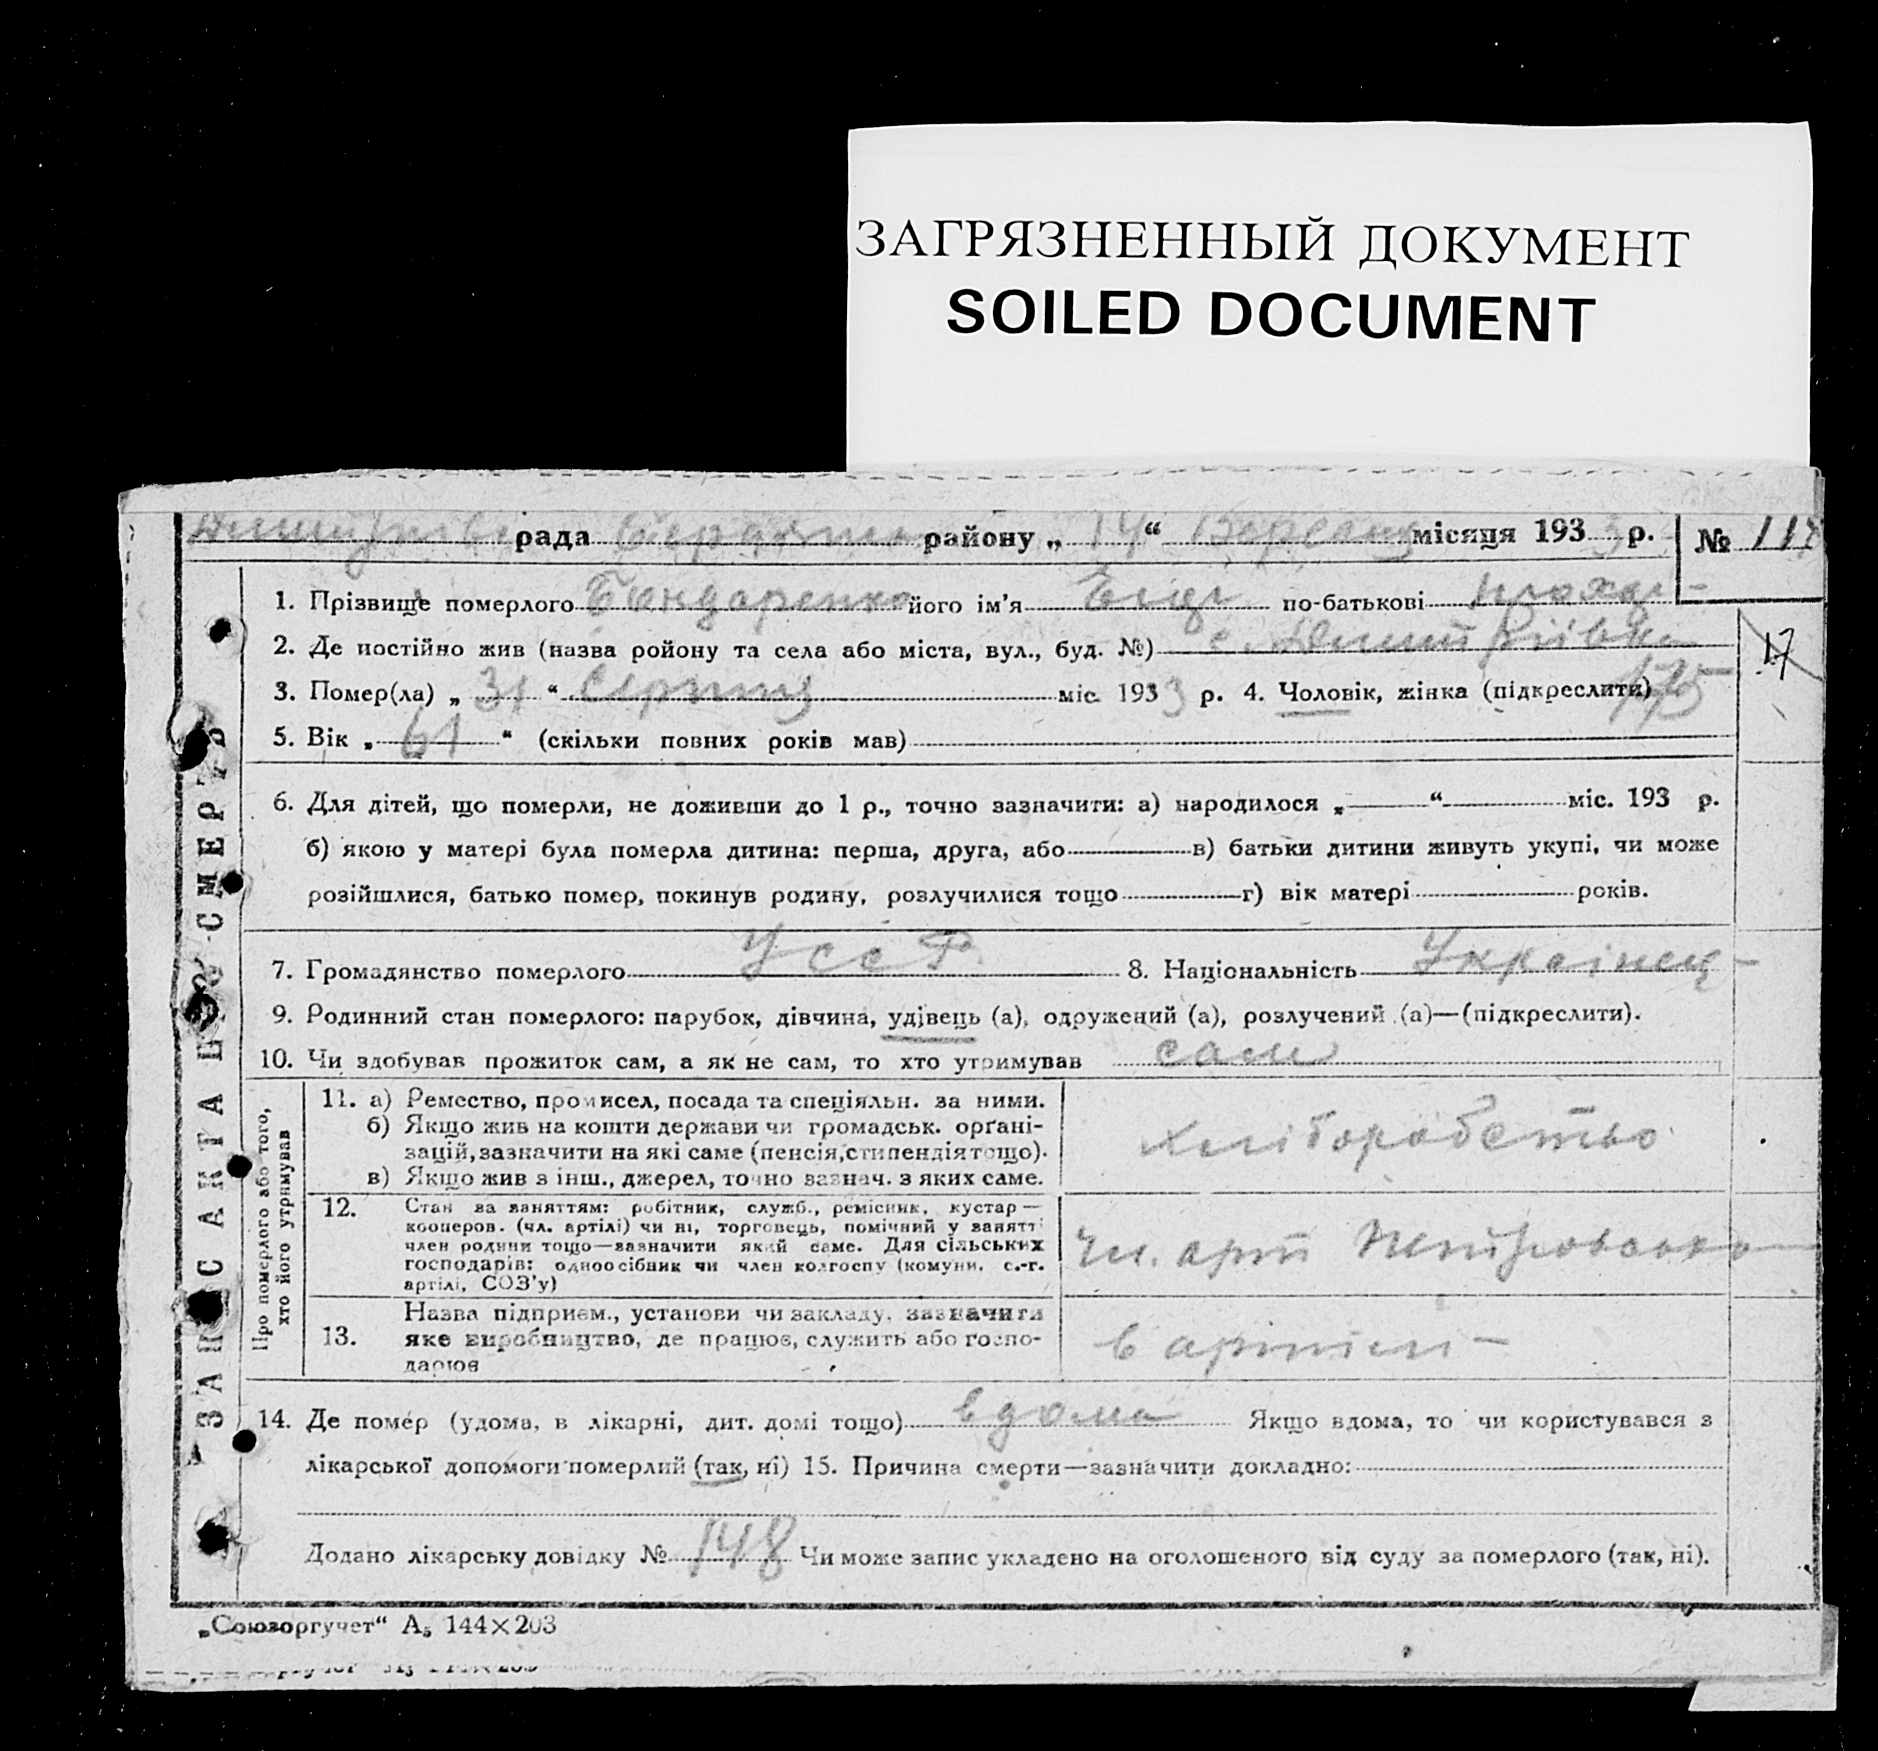 ЗАГРЯЗНЕННЫЙ ДОКУМЕНТ
SOILED DOCUMENT
рада району „14“ Вересня місяця 1933 р. №
1. Прізвище померлого Бондаренко його ім’я по-батькові
2. Де постійно жив (назва ройону та села або міста, вул., буд. №) с. Дмитріівка
17
3. Помер(ла) „31“ Серпня міс. 1933 р. 4. Чоловік, жінка (підкреслити)
175
5. Вік „61“ (скільки повних років мав)
6. Для дітей, що померли, не доживши до 1 р., точно зазначити: а) народилося „ “ міс. 193 р.
б) якою у матері була померла дитина: перша, друга, або в) батьки дитини живуть укупі, чи може
розійшлися, батько помер, покинув родину, розлучилися тощо г) вік матері років.
7. Громадянство померлого УССР 8. Національність Українец
9. Родинний стан померлого: парубок, дівчина, удівець (а), одружений (а), розлучений (а)—(підкреслити).
10. Чи здобував прожиток сам, а як не сам, то хто утримував сам
Про померлого або того,
хто його утримував
11. а) Ремество, промисел, посада та спеціяльн. за ними.
б) Якщо жив на кошти держави чи громадськ. орґані-
зацій, зазначити на які саме (пенсія, стипендія тощо).
в) Якщо жив з інш., джерел, точно зазнач. з яких саме.
хліборобство
12. Стан за заняттям: робітник, служб., ремісник, кустар—
кооперов. (чл. артілі) чи ні, торговець, помічний у занятті
член родини тощо—зазначити який саме. Для сільських
господарів: одноосібник чи член колгоспу (комуни, с.-г.
артілі, СОЗ’у)
чл. арт
13. Назва підприєм., установи чи закладу, зазначити
яке виробництво, де працює, служить або госпо-
дарює
в артіли
14. Де помер (удома, в лікарні, дит. домі тощо) вдома Якщо вдома, то чи користувався з
лікарської допомоги померлий (так, ні) 15. Причина смерти—зазначити докладно:
Додано лікарську довідку № 148 Чи може запис укладено на оголошеного від суду за померлого (так, ні).
ЗАПИС АКТА ПРО СМЕРТЬ
„Союзоргучет“ А₅ 144×203